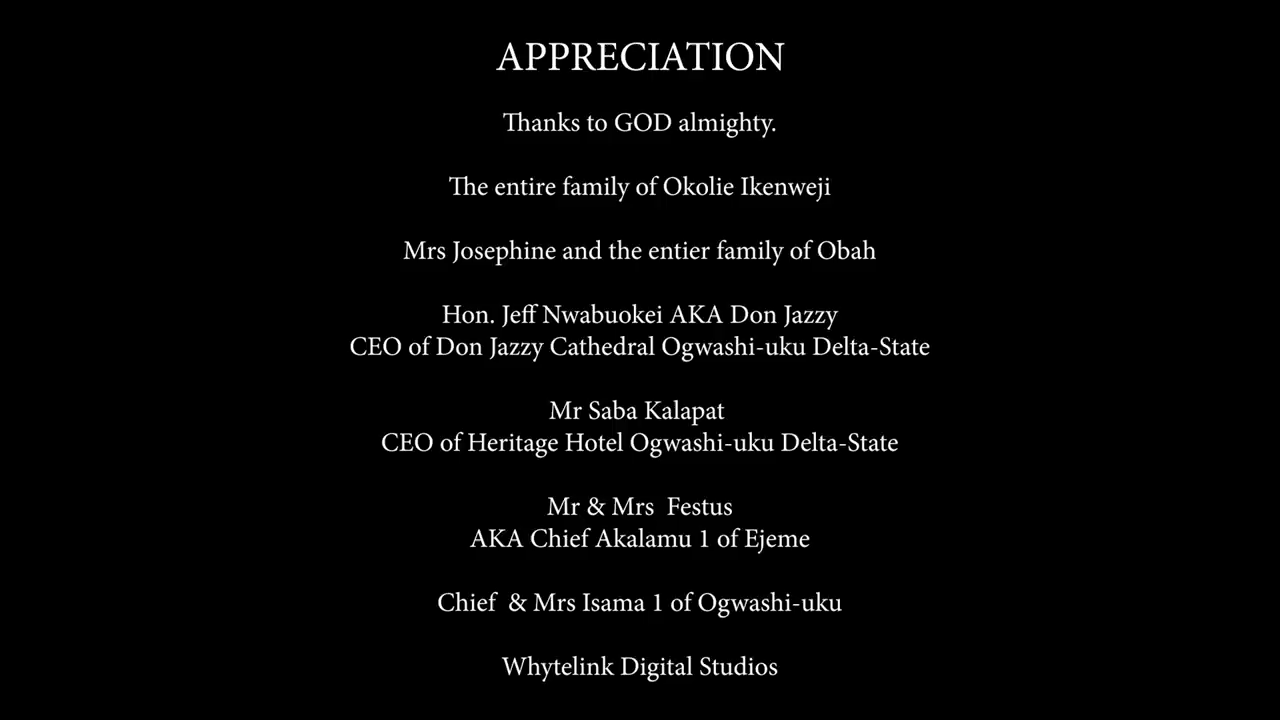 APPRECIATION
Thanks to GOD almighty.
The entire family of Okolie Ikenweji
Mrs Josephine and the entier family of Obah
Hon. Jeff Nwabuokei AKA Don Jazzy
CEO of Don Jazzy Cathedral Ogwashi-uku Delta-State
Mr Saba Kalapat
CEO of Heritage Hotel Ogwashi-uku Delta-State
Mr & Mrs  Festus
AKA Chief Akalamu 1 of Ejeme
Chief  & Mrs Isama 1 of Ogwashi-uku
Whytelink Digital Studios